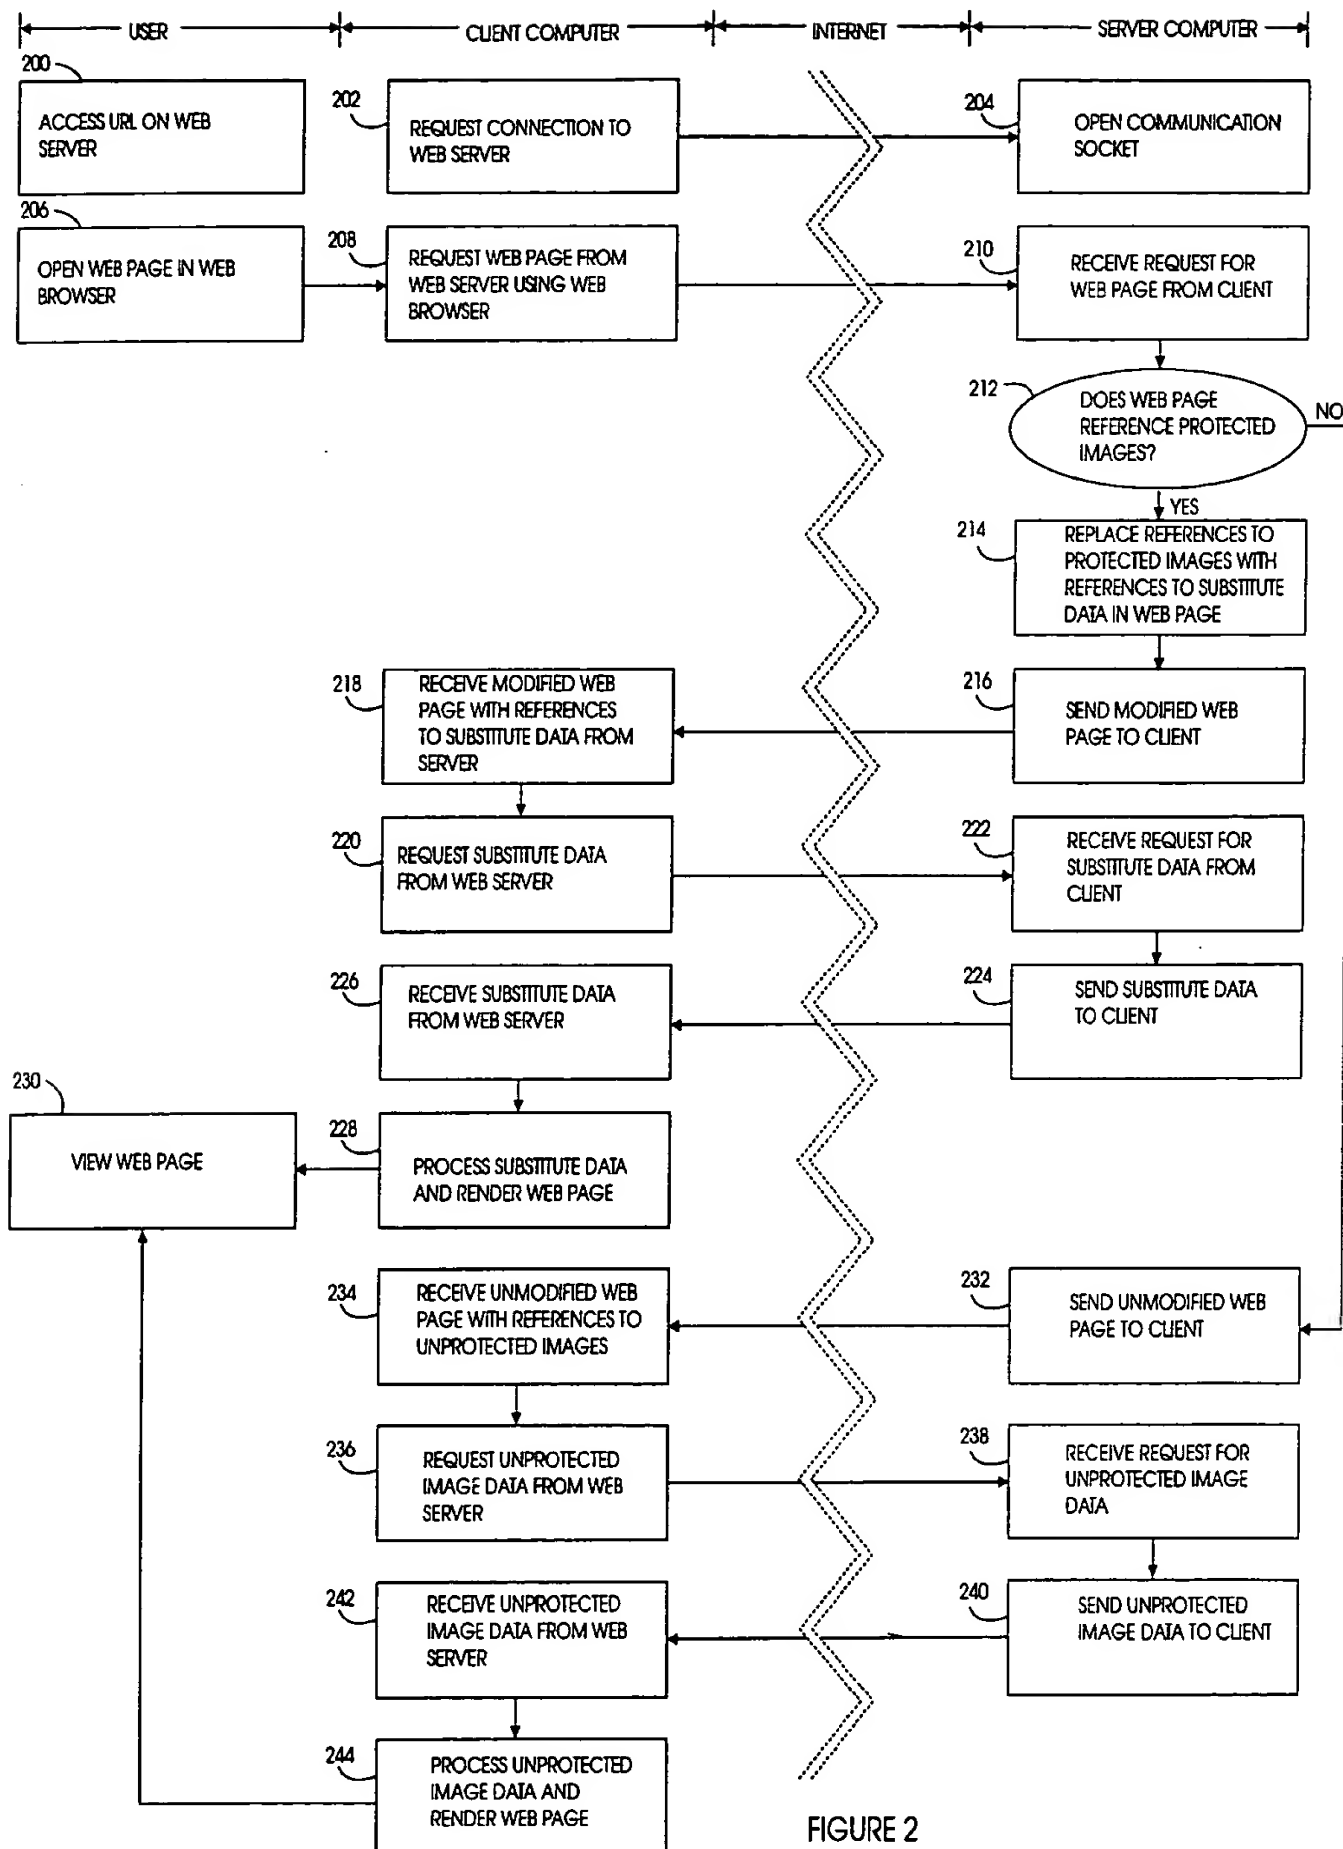 USER
CLIENT COMPUTER
INTERNET
SERVER COMPUTER
200
ACCESS URL ON WEB
SERVER
202
REQUEST CONNECTION TO
WEB SERVER
204
OPEN COMMUNICATION
SOCKET
206
OPEN WEB PAGE IN WEB
BROWSER
208
REQUEST WEB PAGE FROM
WEB SERVER USING WEB
BROWSER
210
RECEIVE REQUEST FOR
WEB PAGE FROM CLIENT
212
DOES WEB PAGE
REFERENCE PROTECTED
IMAGES?
NO
YES
214
REPLACE REFERENCES TO
PROTECTED IMAGES WITH
REFERENCES TO SUBSTITUTE
DATA IN WEB PAGE
216
SEND MODIFIED WEB
PAGE TO CLIENT
218
RECEIVE MODIFIED WEB
PAGE WITH REFERENCES
TO SUBSTITUTE DATA FROM
SERVER
220
REQUEST SUBSTITUTE DATA
FROM WEB SERVER
222
RECEIVE REQUEST FOR
SUBSTITUTE DATA FROM
CLIENT
224
SEND SUBSTITUTE DATA
TO CLIENT
226
RECEIVE SUBSTITUTE DATA
FROM WEB SERVER
228
PROCESS SUBSTITUTE DATA
AND RENDER WEB PAGE
230
VIEW WEB PAGE
232
SEND UNMODIFIED WEB
PAGE TO CLIENT
234
RECEIVE UNMODIFIED WEB
PAGE WITH REFERENCES TO
UNPROTECTED IMAGES
236
REQUEST UNPROTECTED
IMAGE DATA FROM WEB
SERVER
238
RECEIVE REQUEST FOR
UNPROTECTED IMAGE
DATA
240
SEND UNPROTECTED
IMAGE DATA TO CLIENT
242
RECEIVE UNPROTECTED
IMAGE DATA FROM WEB
SERVER
244
PROCESS UNPROTECTED
IMAGE DATA AND
RENDER WEB PAGE
FIGURE 2